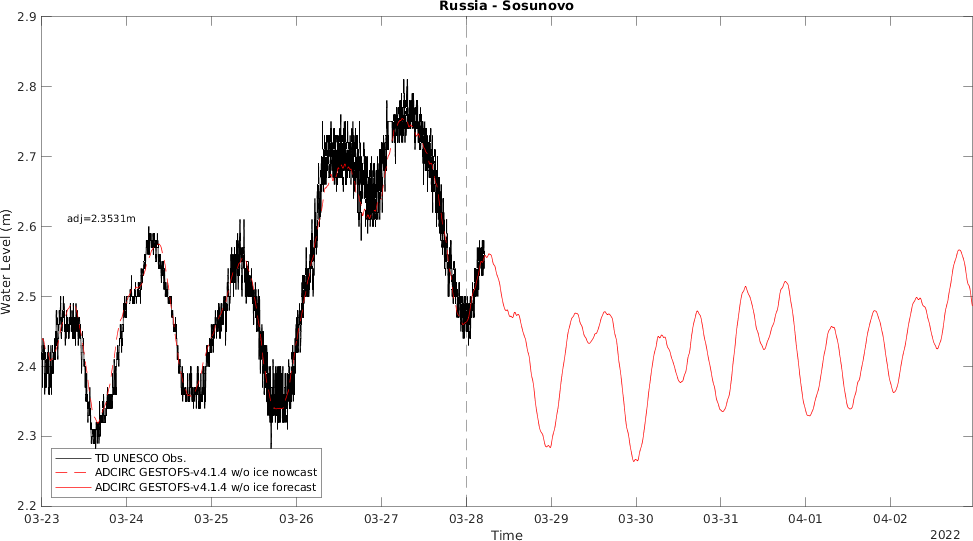 Russia - Sosunovo
2.9
2.8
2.7
2.6
2.5
2.4
2.3
2.2
Water Level (m)
adj=2.3531m
TD UNESCO Obs.
ADCIRC GESTOFS-v4.1.4 w/o ice nowcast
ADCIRC GESTOFS-v4.1.4 w/o ice forecast
03-23 03-24 03-25 03-26 03-27 03-28 03-29 03-30 03-31 04-01 04-02
Time
2022